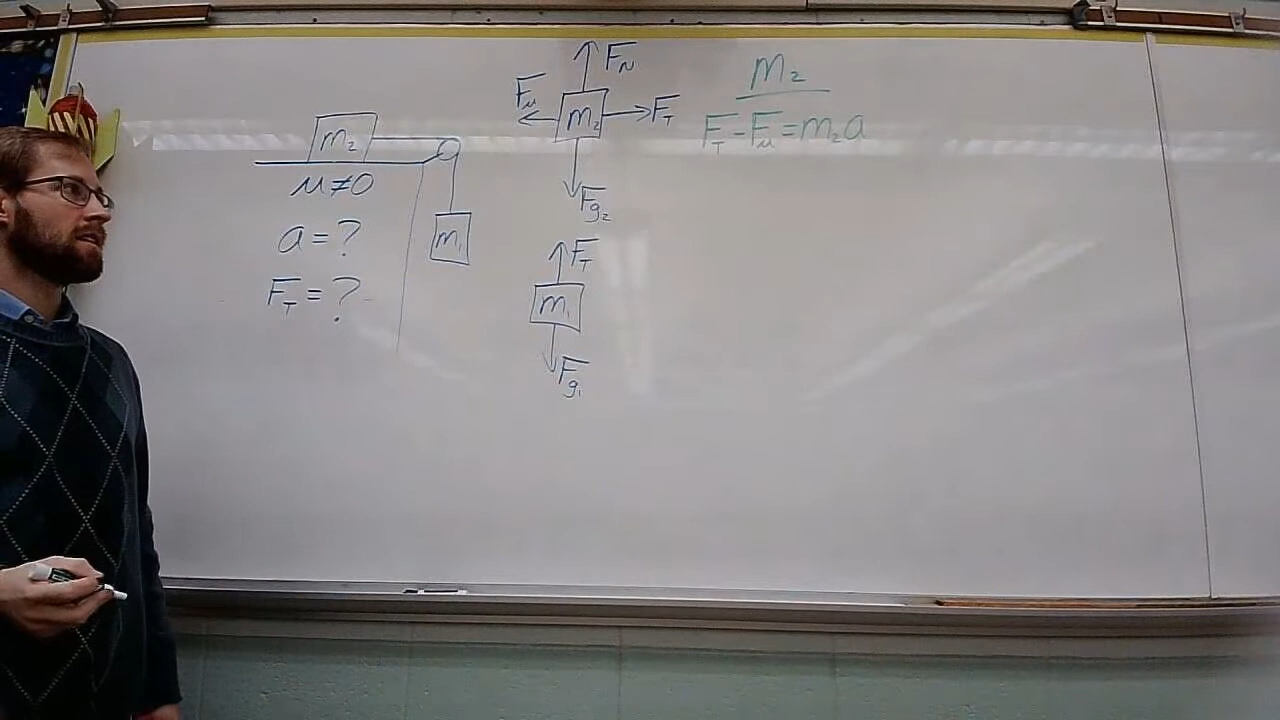 m₂
μ≠0
m₁
a=?
F_T=?
F_N
F_μ
m₂
F_T
F_g₂
F_T
m₁
F_g₁
m₂
F_T-F_μ=m₂a